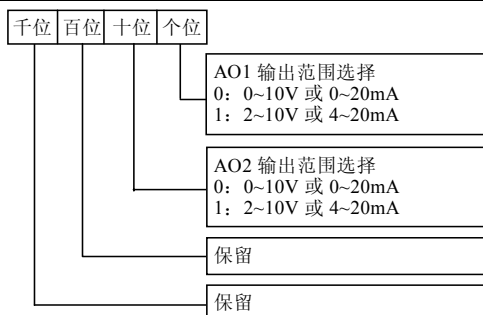 千位 百位 十位 个位
AO1 输出范围选择
0：0~10V 或 0~20mA
1：2~10V 或 4~20mA
AO2 输出范围选择
0：0~10V 或 0~20mA
1：2~10V 或 4~20mA
保留
保留